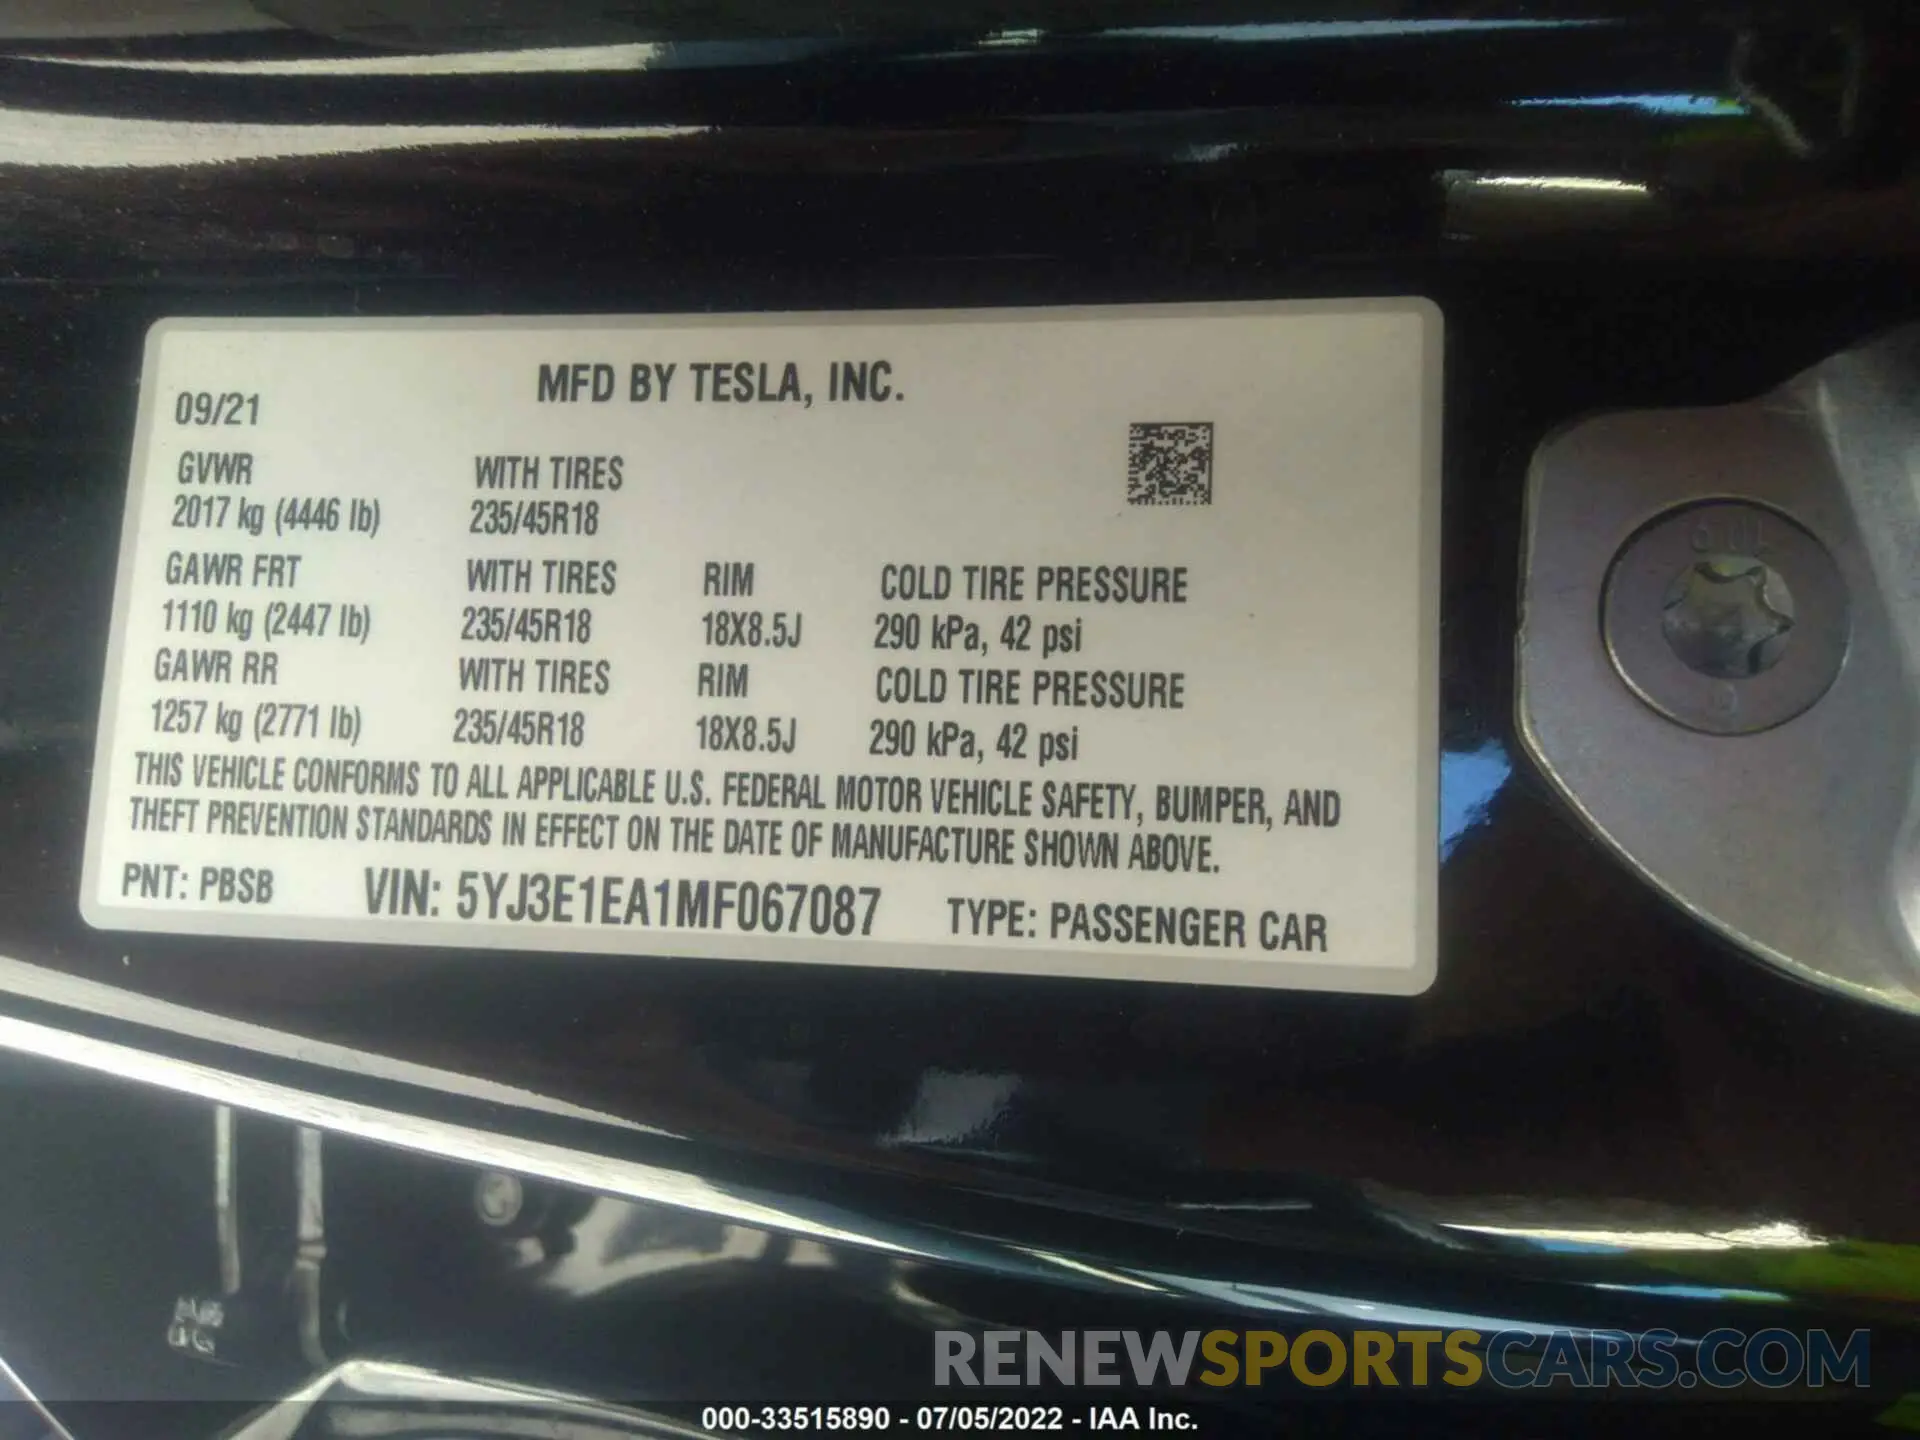 MFD BY TESLA, INC.
09/21
GVWR WITH TIRES
2017 kg (4446 lb) 235/45R18
GAWR FRT WITH TIRES RIM COLD TIRE PRESSURE
1110 kg (2447 lb) 235/45R18 18X8.5J 290 kPa, 42 psi
GAWR RR WITH TIRES RIM COLD TIRE PRESSURE
1257 kg (2771 lb) 235/45R18 18X8.5J 290 kPa, 42 psi
THIS VEHICLE CONFORMS TO ALL APPLICABLE U.S. FEDERAL MOTOR VEHICLE SAFETY, BUMPER, AND
THEFT PREVENTION STANDARDS IN EFFECT ON THE DATE OF MANUFACTURE SHOWN ABOVE.
PNT: PBSB VIN: 5YJ3E1EA1MF067087 TYPE: PASSENGER CAR
RENEWSPORTSCARS.COM
000-33515890 - 07/05/2022 - IAA Inc.